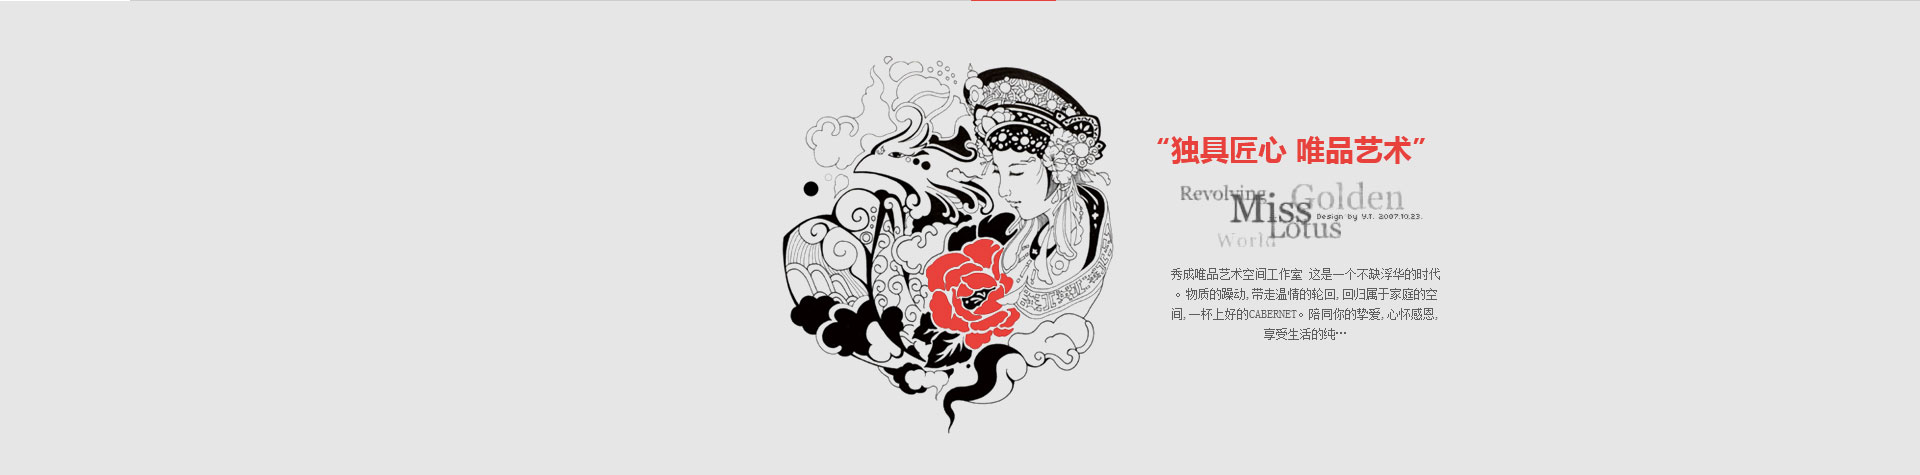 “独具匠心 唯品艺术”
Revolving
Golden
Miss
Design by Y.T. 2007.10.23.
Lotus
World
秀成唯品艺术空间工作室 这是一个不缺浮华的时代
。物质的躁动,带走温情的轮回,回归属于家庭的空
间,一杯上好的CABERNET。陪同你的挚爱,心怀感恩,
享受生活的纯…